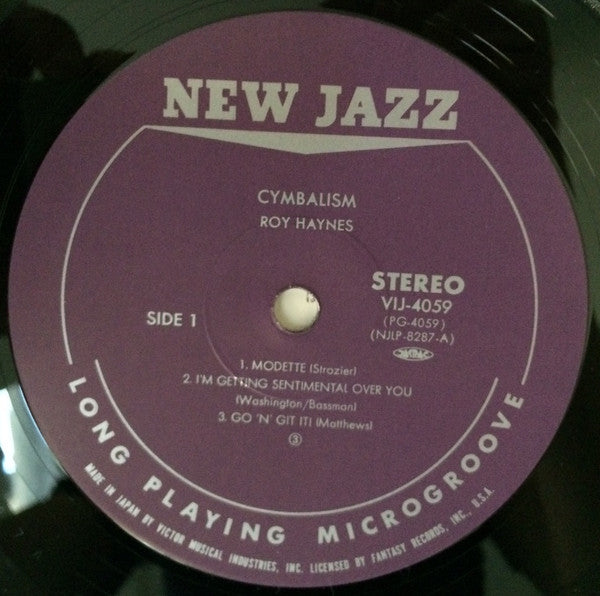 NEW JAZZ
CYMBALISM
ROY HAYNES
STEREO
VIJ-4059
(PG-4059)
(NJLP-8287-A)
SIDE 1
1. MODETTE (Strozier)
2. I'M GETTING SENTIMENTAL OVER YOU
(Washington/Bassman)
3. GO 'N' GIT IT! (Matthews)
③
LONG PLAYING MICROGROOVE
MADE IN JAPAN BY VICTOR MUSICAL INDUSTRIES, INC. LICENSED BY FANTASY RECORDS, INC., U.S.A.